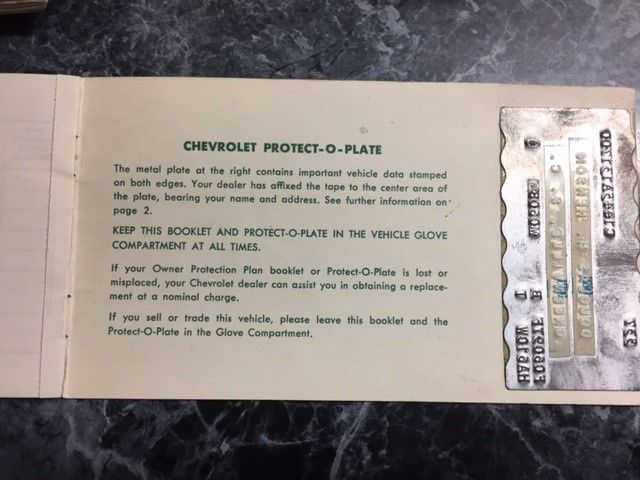 CHEVROLET PROTECT-O-PLATE
The metal plate at the right contains important vehicle data stamped
on both edges. Your dealer has affixed the tape to the center area of
the plate, bearing your name and address. See further information on
page 2.
KEEP THIS BOOKLET AND PROTECT-O-PLATE IN THE VEHICLE GLOVE
COMPARTMENT AT ALL TIMES.
If your Owner Protection Plan booklet or Protect-O-Plate is lost or
misplaced, your Chevrolet dealer can assist you in obtaining a replace-
ment at a nominal charge.
If you sell or trade this vehicle, please leave this booklet and the
Protect-O-Plate in the Glove Compartment.